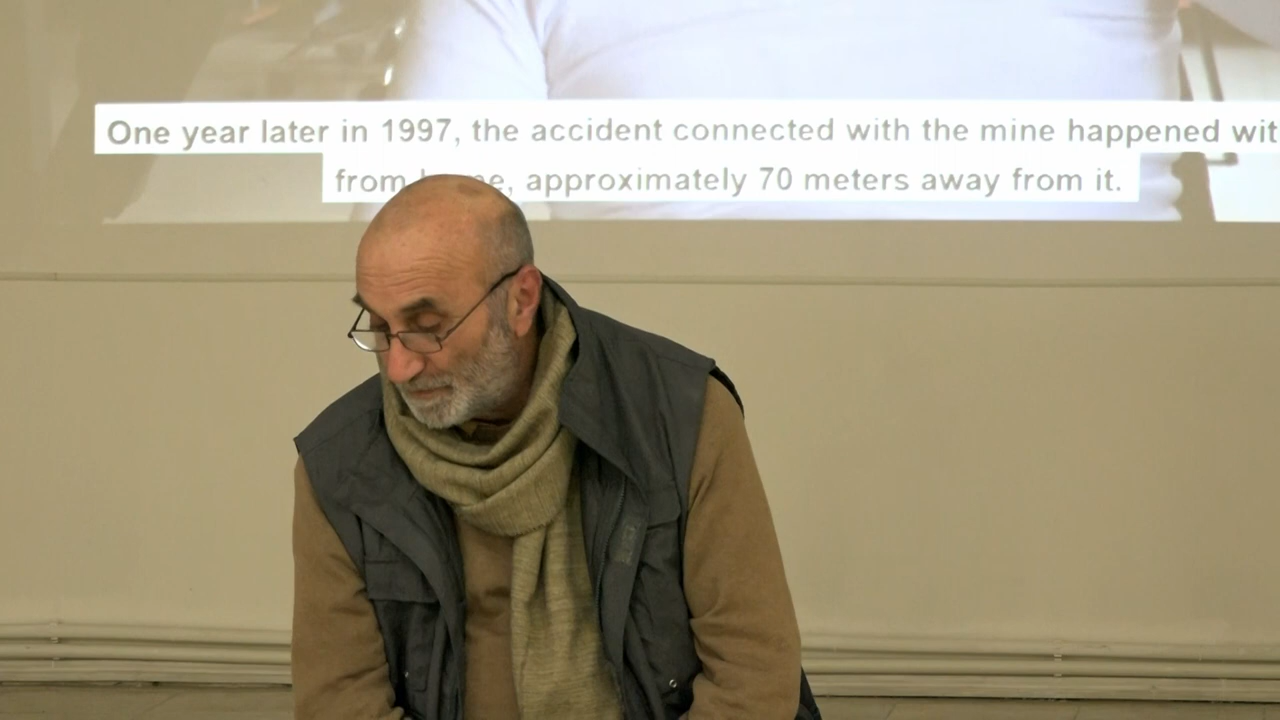 One year later in 1997, the accident connected with the mine happened wit
from approximately 70 meters away from it.